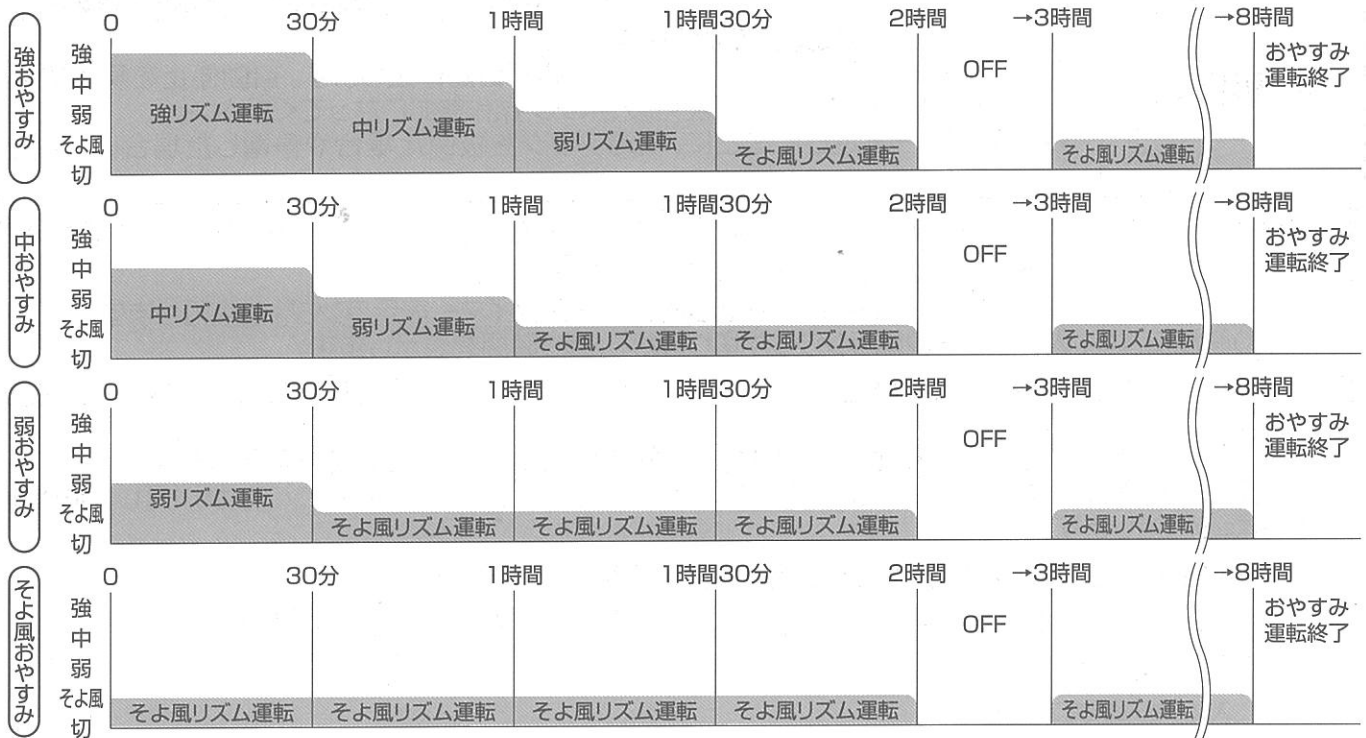 強おやすみ
0 30分 1時間 1時間30分 2時間 →3時間 →8時間
強
中
弱
そよ風
切
強リズム運転
中リズム運転
弱リズム運転
そよ風リズム運転
OFF
そよ風リズム運転
おやすみ
運転終了
中おやすみ
0 30分 1時間 1時間30分 2時間 →3時間 →8時間
強
中
弱
そよ風
切
中リズム運転
弱リズム運転
そよ風リズム運転
そよ風リズム運転
OFF
そよ風リズム運転
おやすみ
運転終了
弱おやすみ
0 30分 1時間 1時間30分 2時間 →3時間 →8時間
強
中
弱
そよ風
切
弱リズム運転
そよ風リズム運転
そよ風リズム運転
そよ風リズム運転
OFF
そよ風リズム運転
おやすみ
運転終了
そよ風おやすみ
0 30分 1時間 1時間30分 2時間 →3時間 →8時間
強
中
弱
そよ風
切
そよ風リズム運転
そよ風リズム運転
そよ風リズム運転
そよ風リズム運転
OFF
そよ風リズム運転
おやすみ
運転終了